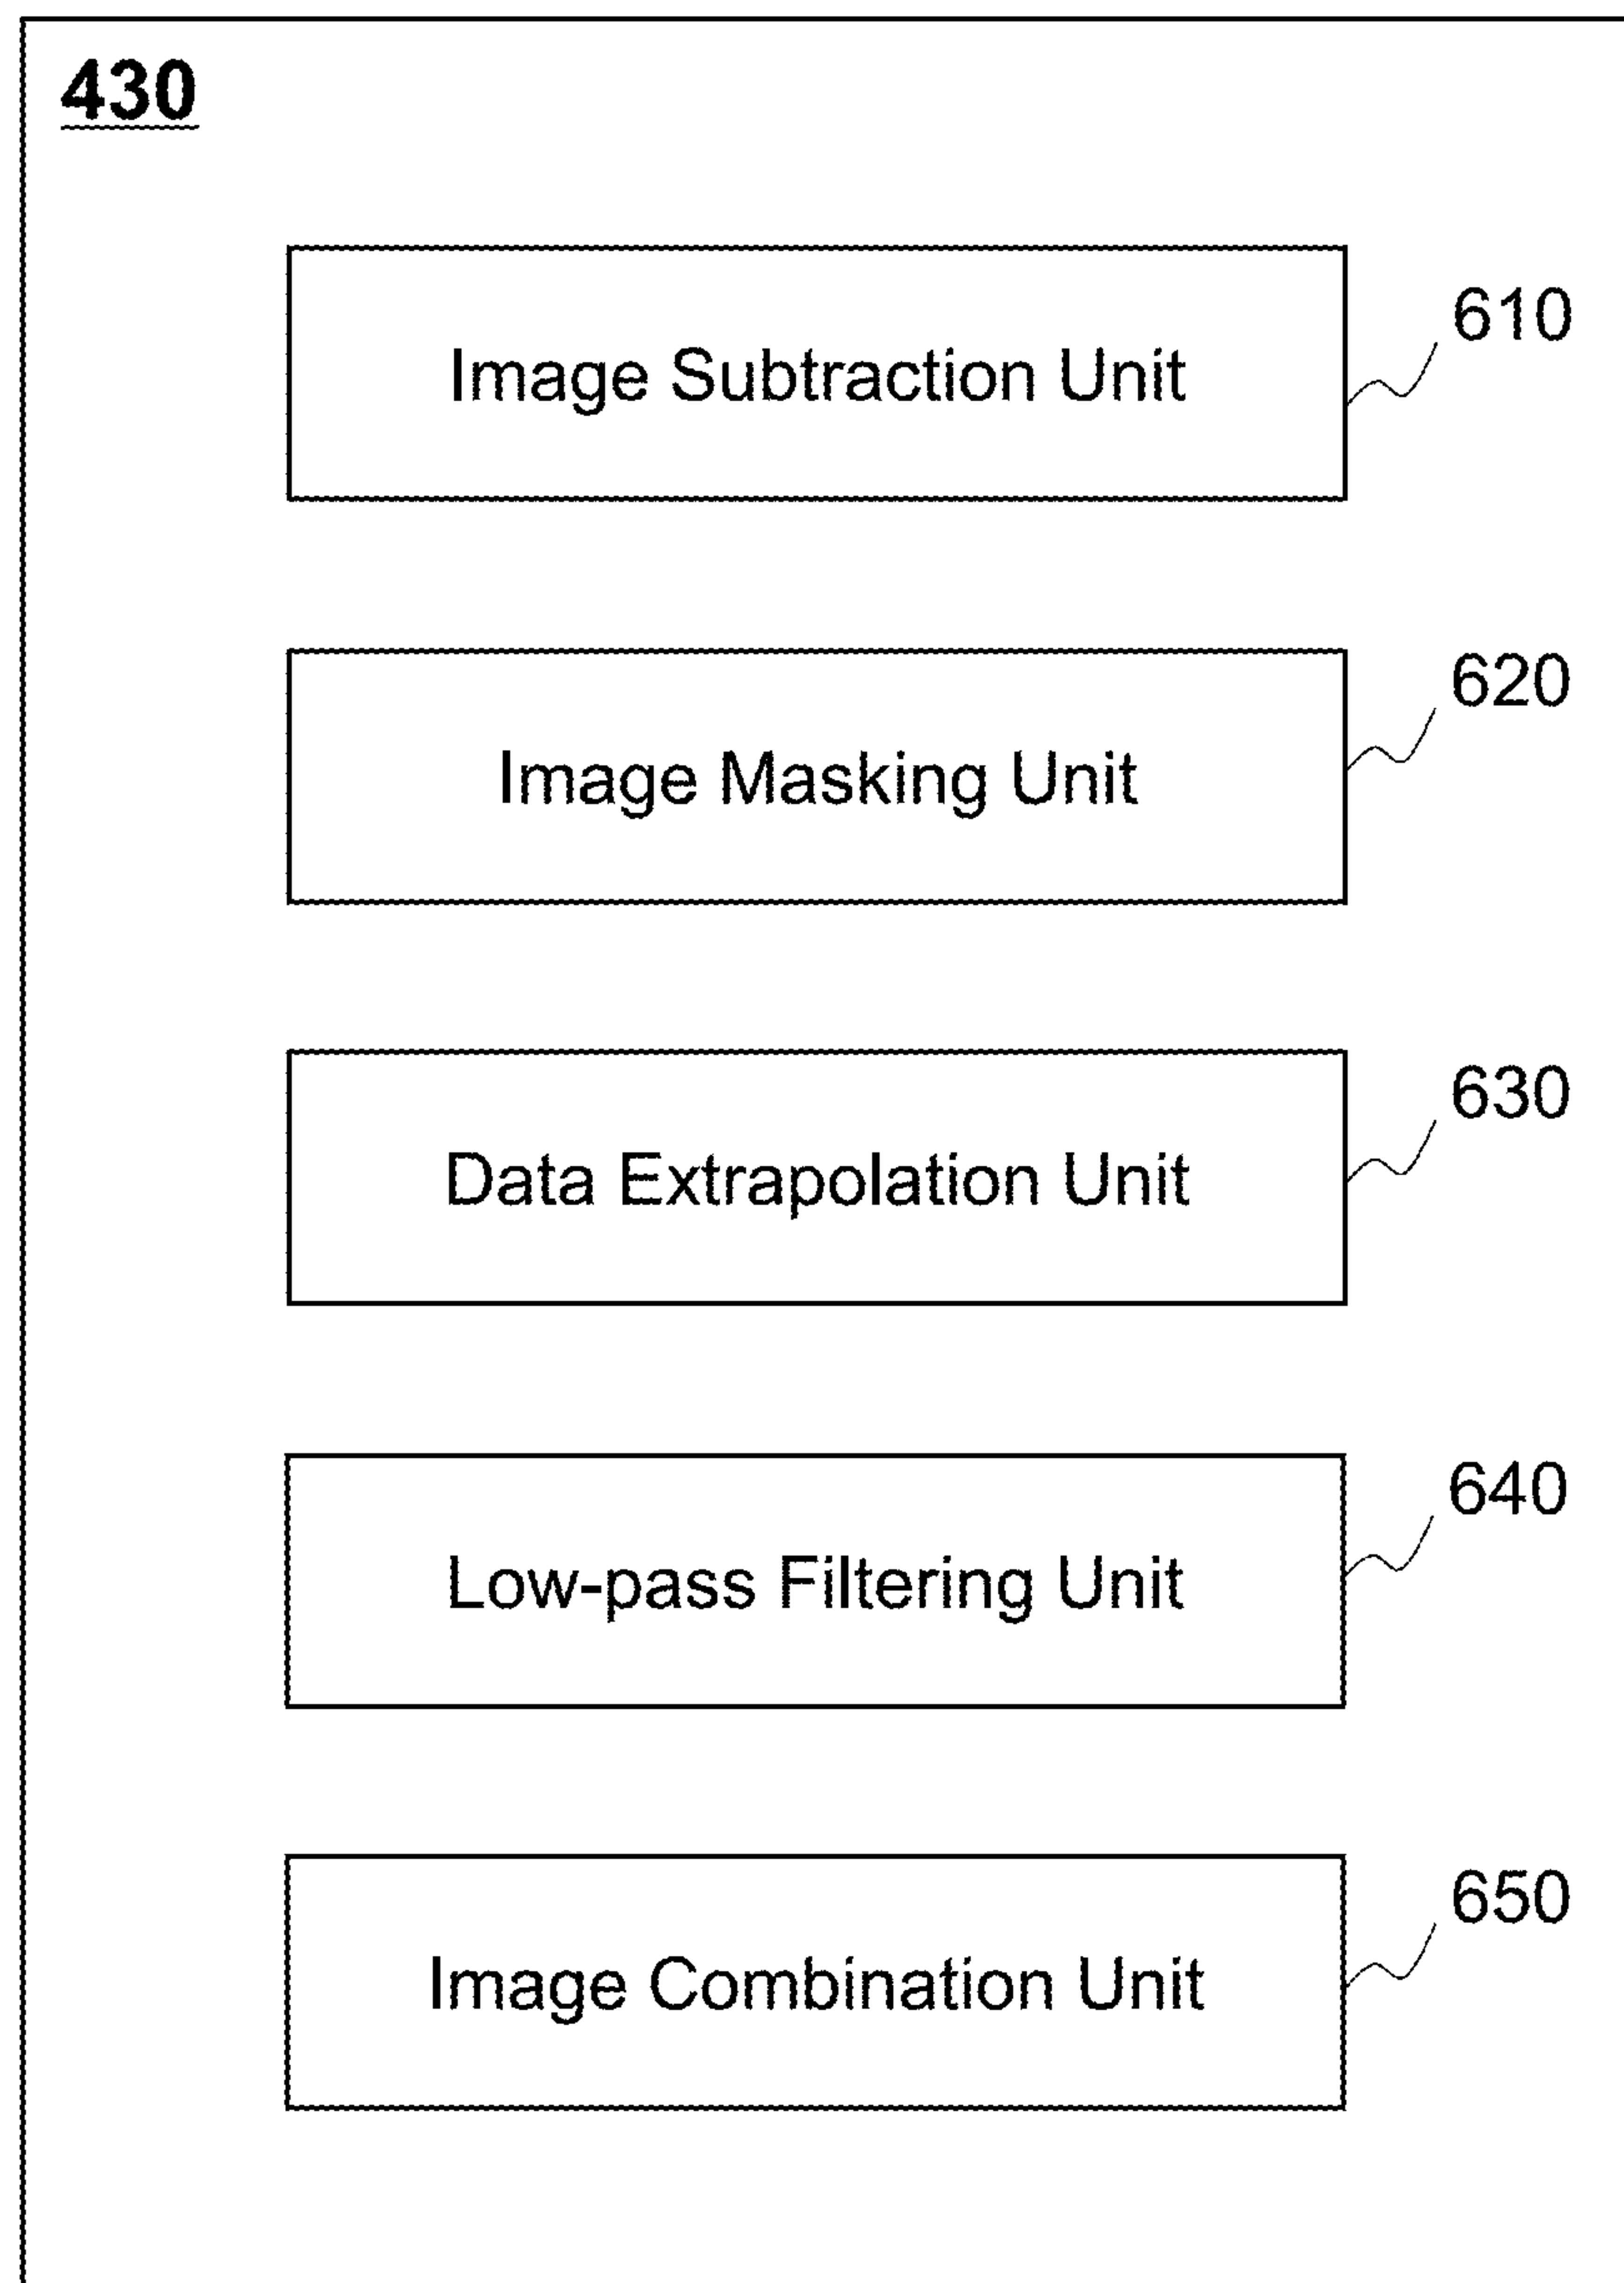 430
610
Image Subtraction Unit
620
Image Masking Unit
630
Data Extrapolation Unit
640
Low-pass Filtering Unit
650
Image Combination Unit